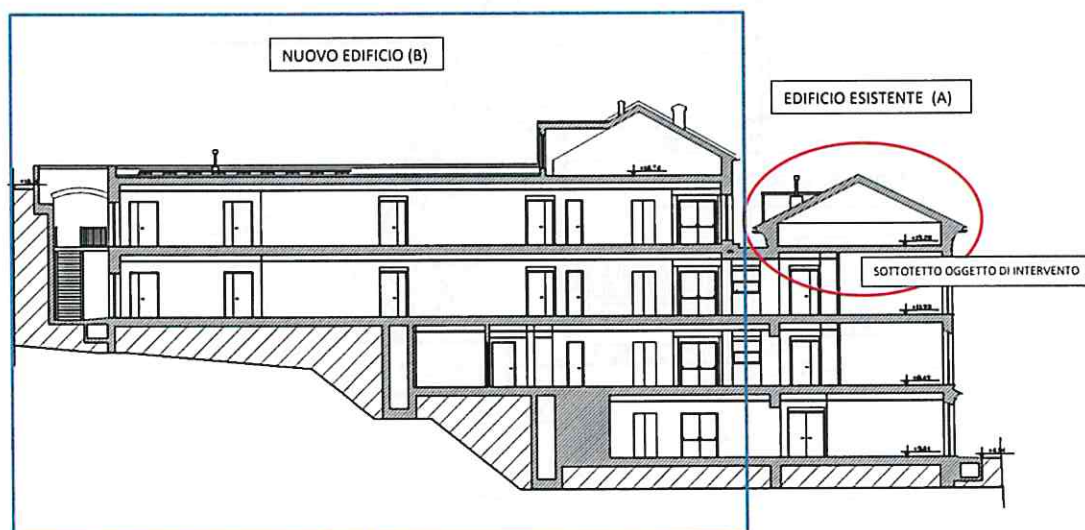 NUOVO EDIFICIO (B)
EDIFICIO ESISTENTE (A)
SOTTOTETTO OGGETTO DI INTERVENTO